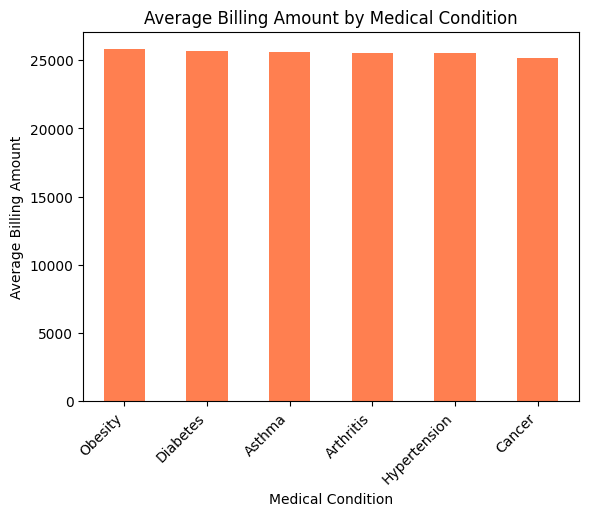 Average Billing Amount by Medical Condition
Average Billing Amount
25000
20000
15000
10000
5000
0
Obesity
Diabetes
Asthma
Arthritis
Hypertension
Cancer
Medical Condition